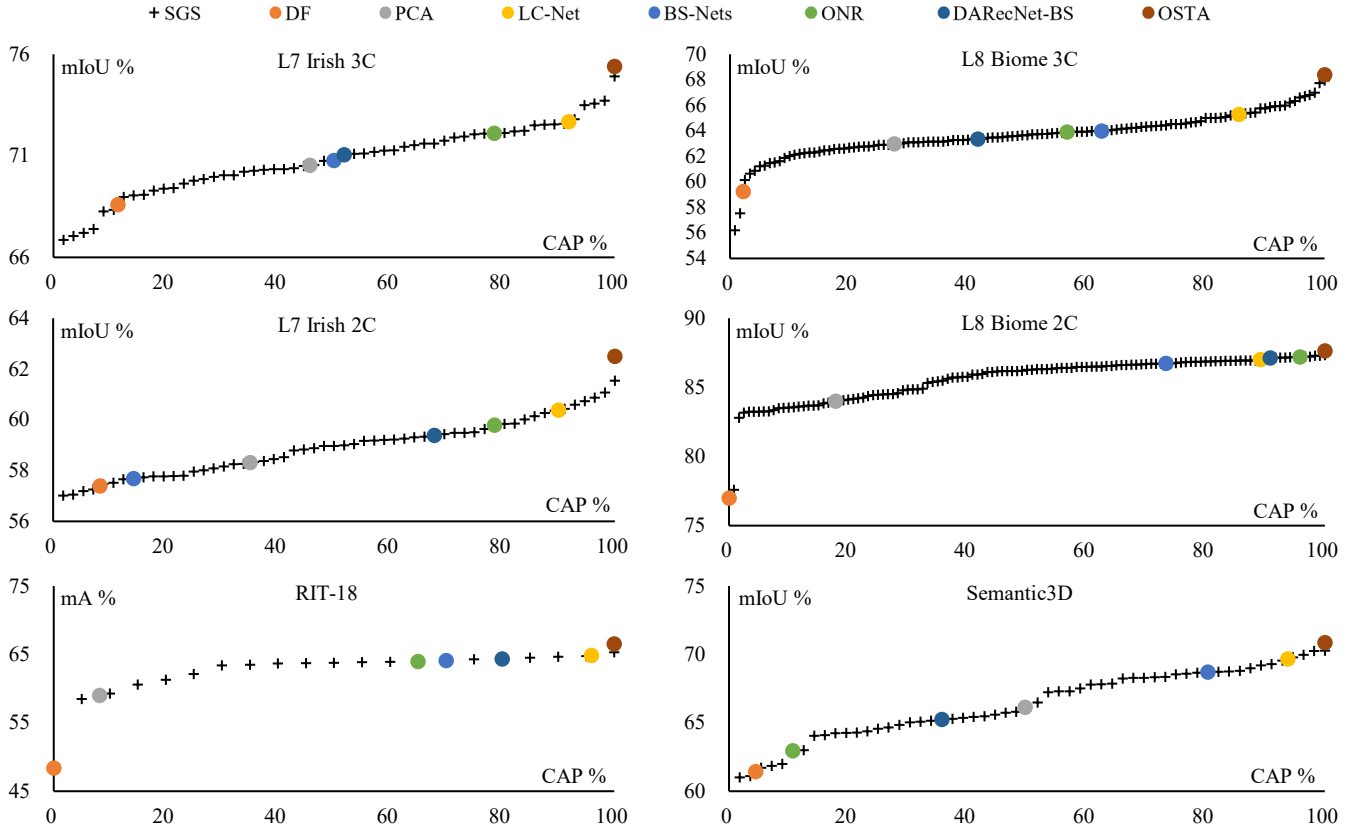 SGS DF PCA LC-Net BS-Nets ONR DARecNet-BS OSTA
L7 Irish 3C
mIoU %
76
71
66
CAP %
0 20 40 60 80 100
L8 Biome 3C
mIoU %
70
68
66
64
62
60
58
56
54
CAP %
0 20 40 60 80 100
L7 Irish 2C
mIoU %
64
62
60
58
56
CAP %
0 20 40 60 80 100
L8 Biome 2C
mIoU %
90
85
80
75
CAP %
0 20 40 60 80 100
RIT-18
mA %
75
65
55
45
CAP %
0 20 40 60 80 100
Semantic3D
mIoU %
75
70
65
60
CAP %
0 20 40 60 80 100